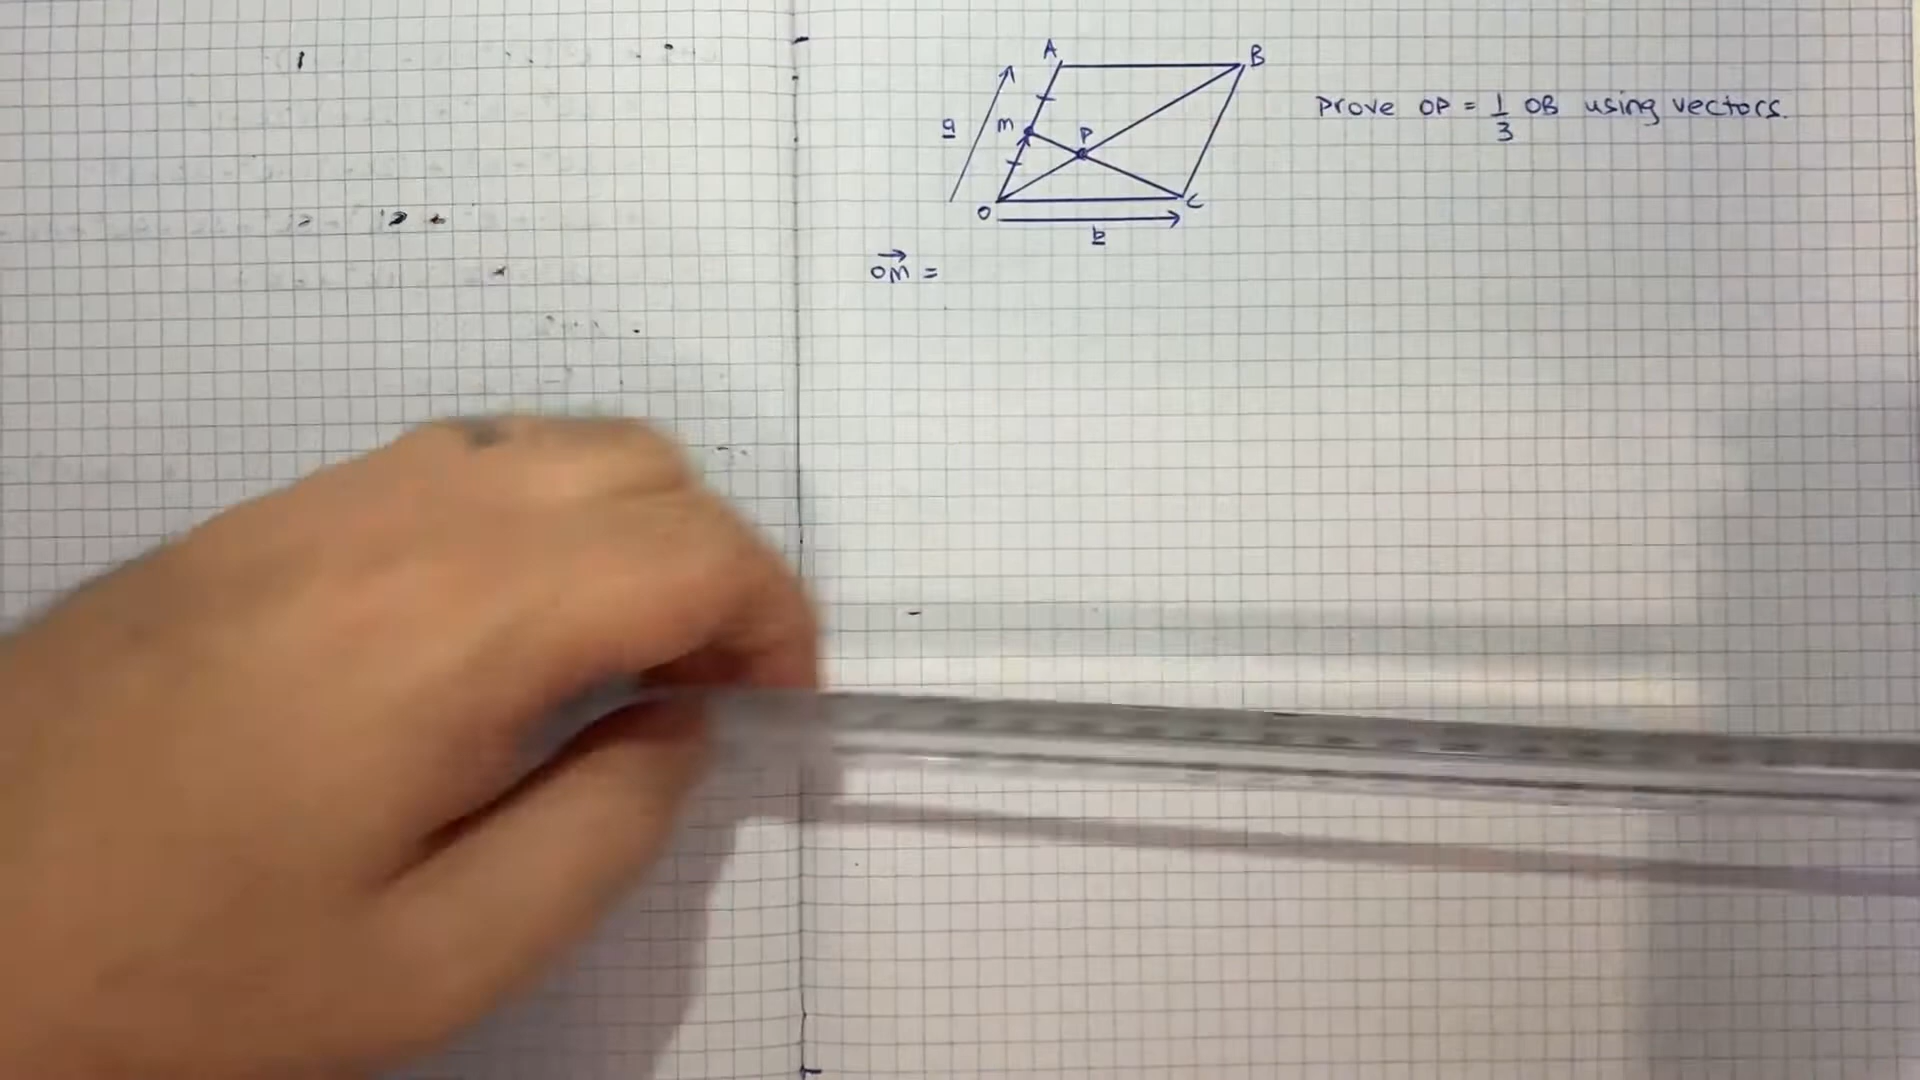 A
B
a
M
P
O
C
b
Prove OP = 1/3 OB using vectors.
OM =